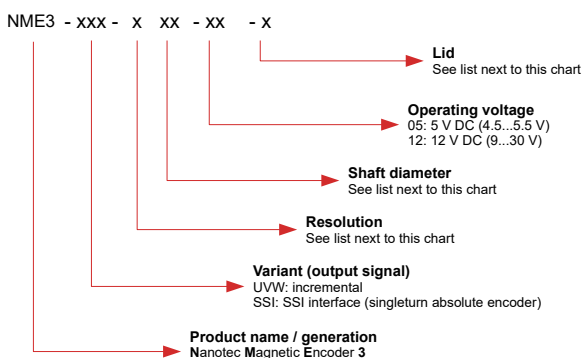 NME3 - xxx - x xx - xx - x
Lid
See list next to this chart
Operating voltage
05: 5 V DC (4.5...5.5 V)
12: 12 V DC (9...30 V)
Shaft diameter
See list next to this chart
Resolution
See list next to this chart
Variant (output signal)
UVW: incremental
SSI: SSI interface (singleturn absolute encoder)
Product name / generation
Nanotec Magnetic Encoder 3